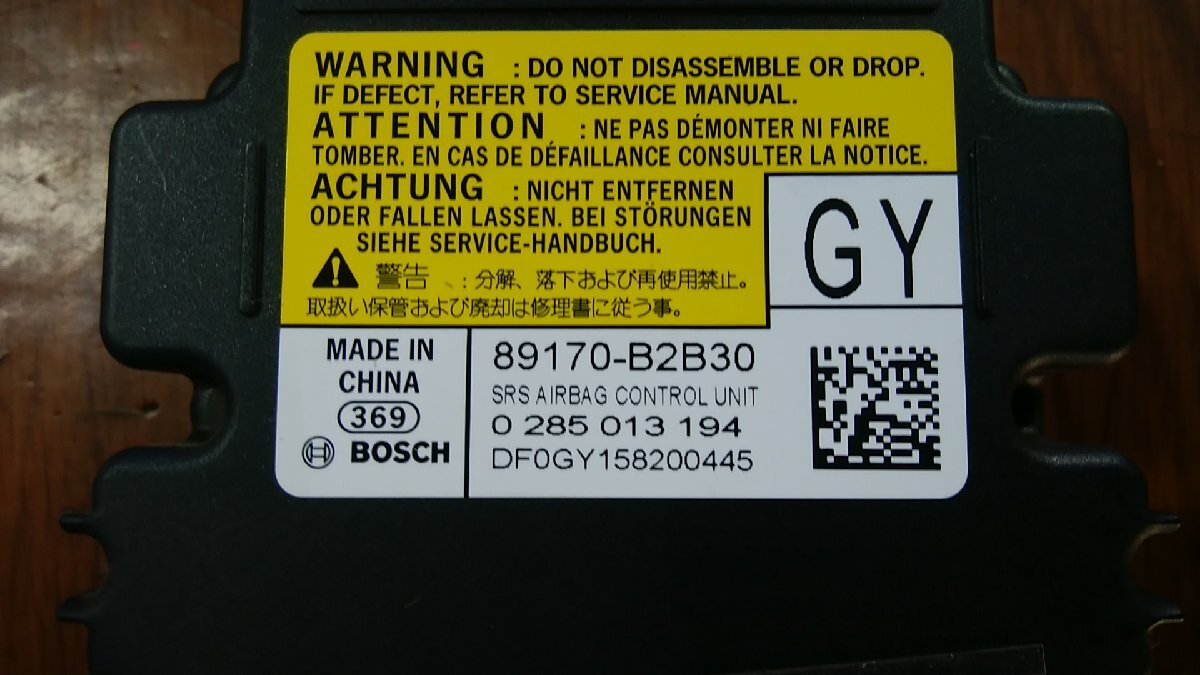 WARNING : DO NOT DISASSEMBLE OR DROP.
IF DEFECT, REFER TO SERVICE MANUAL.
ATTENTION : NE PAS DÉMONTER NI FAIRE
TOMBER. EN CAS DE DÉFAILLANCE CONSULTER LA NOTICE.
ACHTUNG : NICHT ENTFERNEN
ODER FALLEN LASSEN. BEI STÖRUNGEN
SIEHE SERVICE-HANDBUCH.
警告 : 分解、落下および再使用禁止。
取扱い保管および廃却は修理書に従う事。
GY
MADE IN
CHINA
369
BOSCH
89170-B2B30
SRS AIRBAG CONTROL UNIT
0 285 013 194
DF0GY158200445